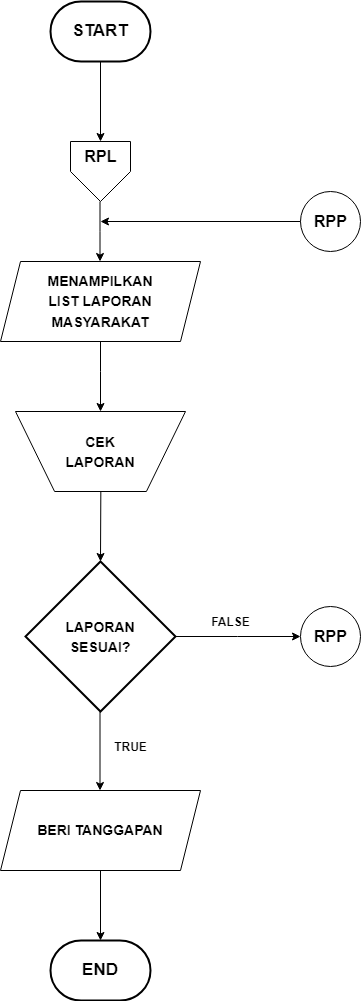 START
RPL
RPP
MENAMPILKAN
LIST LAPORAN
MASYARAKAT
CEK
LAPORAN
LAPORAN
SESUAI?
FALSE
RPP
TRUE
BERI TANGGAPAN
END